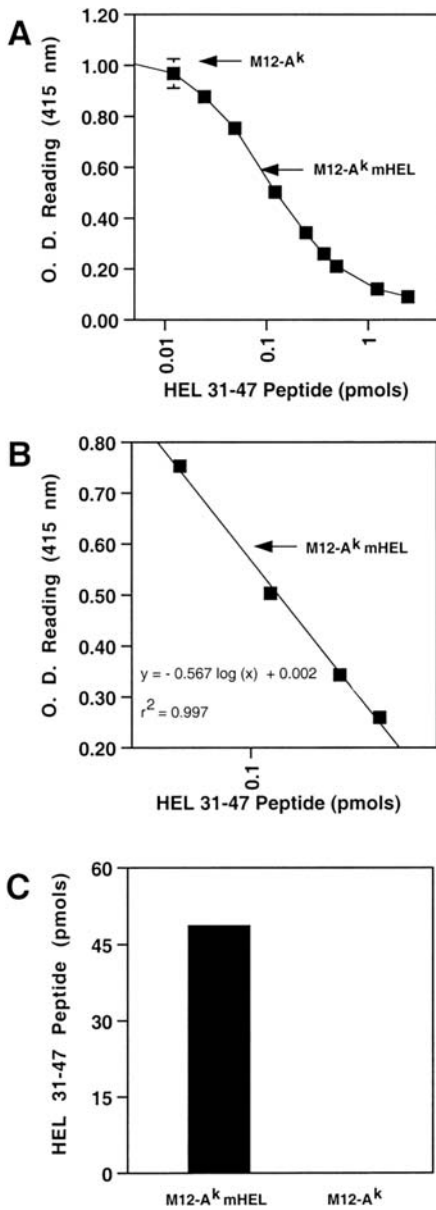 A
O. D. Reading (415 nm)
1.20
1.00
0.80
0.60
0.40
0.20
0.00
M12-Aᵏ
M12-Aᵏ mHEL
0.01
0.1
1
HEL 31-47 Peptide (pmols)
B
O. D. Reading (415 nm)
0.80
0.70
0.60
0.50
0.40
0.30
0.20
M12-Aᵏ mHEL
y = - 0.567 log (x) + 0.002
r² = 0.997
0.1
HEL 31-47 Peptide (pmols)
C
HEL 31-47 Peptide (pmols)
60
45
30
15
0
M12-Aᵏ mHEL
M12-Aᵏ